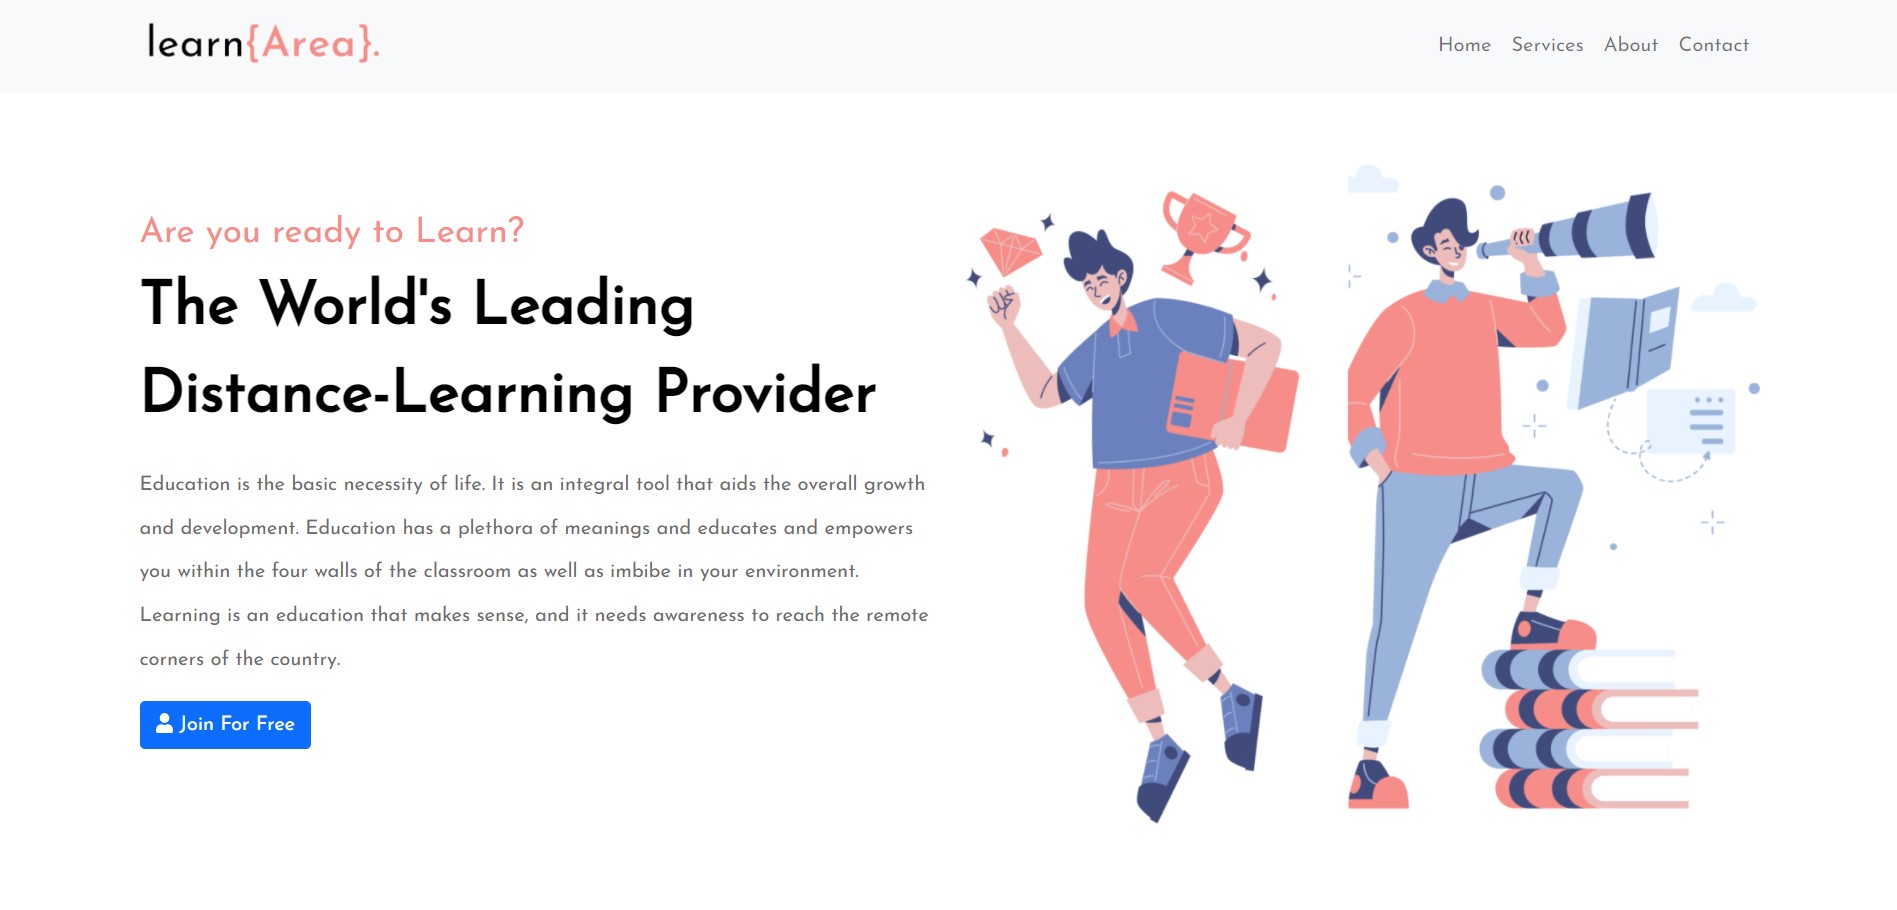 learn{Area}.
Home Services About Contact
Are you ready to Learn?
The World's Leading
Distance-Learning Provider
Education is the basic necessity of life. It is an integral tool that aids the overall growth
and development. Education has a plethora of meanings and educates and empowers
you within the four walls of the classroom as well as imbibe in your environment.
Learning is an education that makes sense, and it needs awareness to reach the remote
corners of the country.
Join For Free